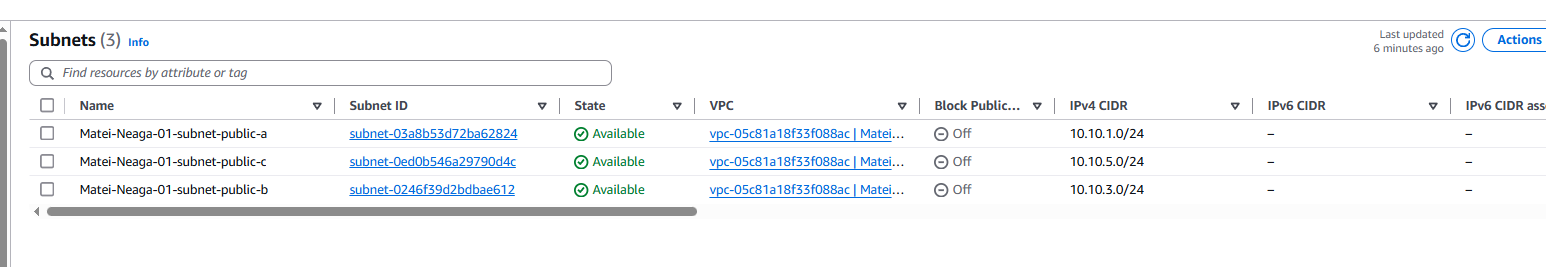 Subnets (3) Info
Last updated
6 minutes ago
Actions
Find resources by attribute or tag
Name Subnet ID State VPC Block Public... IPv4 CIDR IPv6 CIDR IPv6 CIDR ass
Matei-Neaga-01-subnet-public-a subnet-03a8b53d72ba62824 Available vpc-05c81a18f33f088ac | Matei... Off 10.10.1.0/24 – –
Matei-Neaga-01-subnet-public-c subnet-0ed0b546a29790d4c Available vpc-05c81a18f33f088ac | Matei... Off 10.10.5.0/24 – –
Matei-Neaga-01-subnet-public-b subnet-0246f39d2bdbae612 Available vpc-05c81a18f33f088ac | Matei... Off 10.10.3.0/24 – –